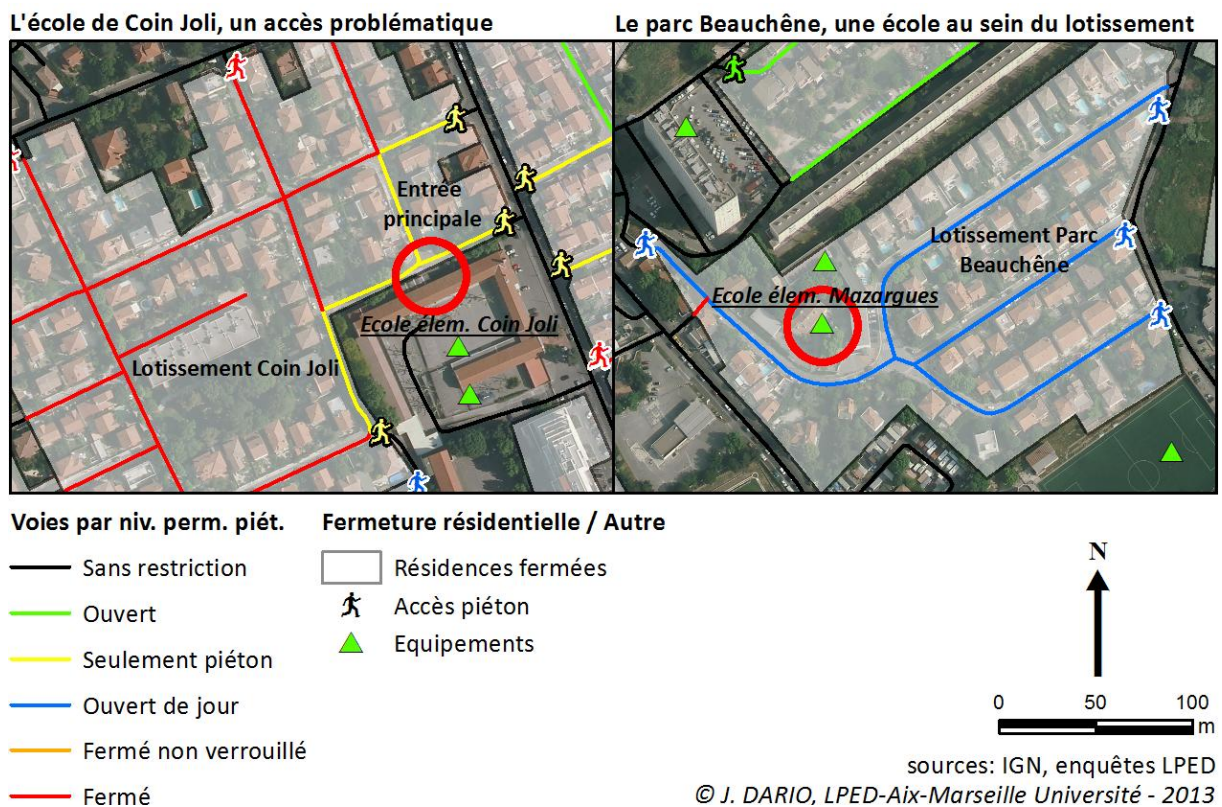 L'école de Coin Joli, un accès problématique
Le parc Beauchêne, une école au sein du lotissement
Entrée
principale
Ecole élem. Coin Joli
Lotissement Coin Joli
Lotissement Parc
Beauchêne
Ecole élem. Mazargues
Voies par niv. perm. piét.
Sans restriction
Ouvert
Seulement piéton
Ouvert de jour
Fermé non verrouillé
Fermé
Fermeture résidentielle / Autre
Résidences fermées
Accès piéton
Equipements
N
0 50 100
m
sources: IGN, enquêtes LPED
© J. DARIO, LPED-Aix-Marseille Université - 2013